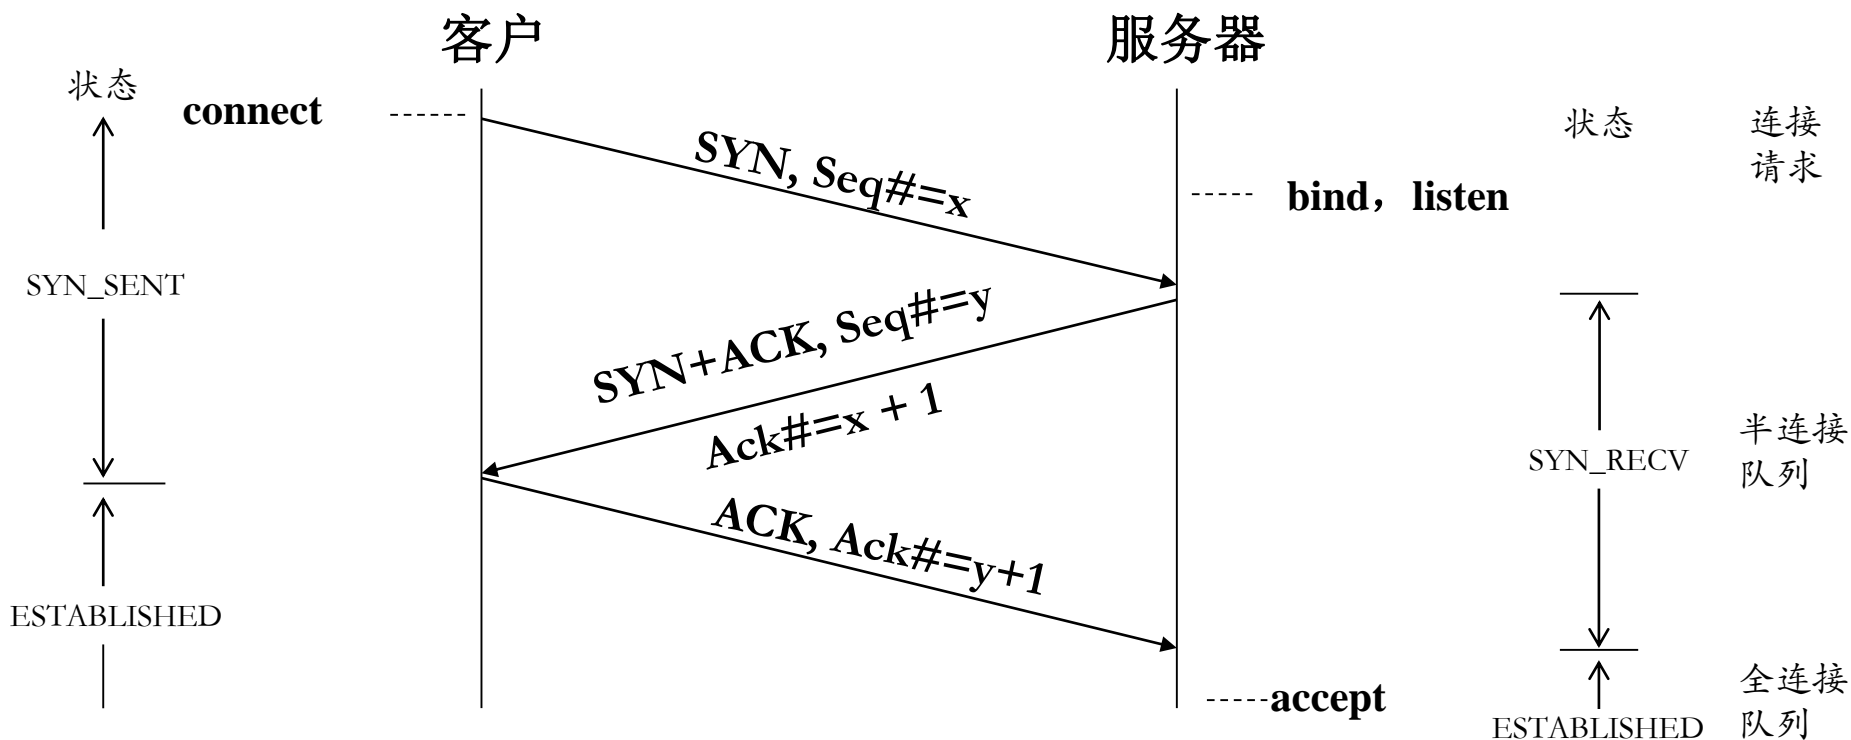 客户
服务器
状态
connect
状态
连接
请求
SYN, Seq#=x
bind，listen
SYN_SENT
SYN+ACK, Seq#=y
Ack#=x + 1
SYN_RECV
半连接
队列
ACK, Ack#=y+1
ESTABLISHED
accept
ESTABLISHED
全连接
队列